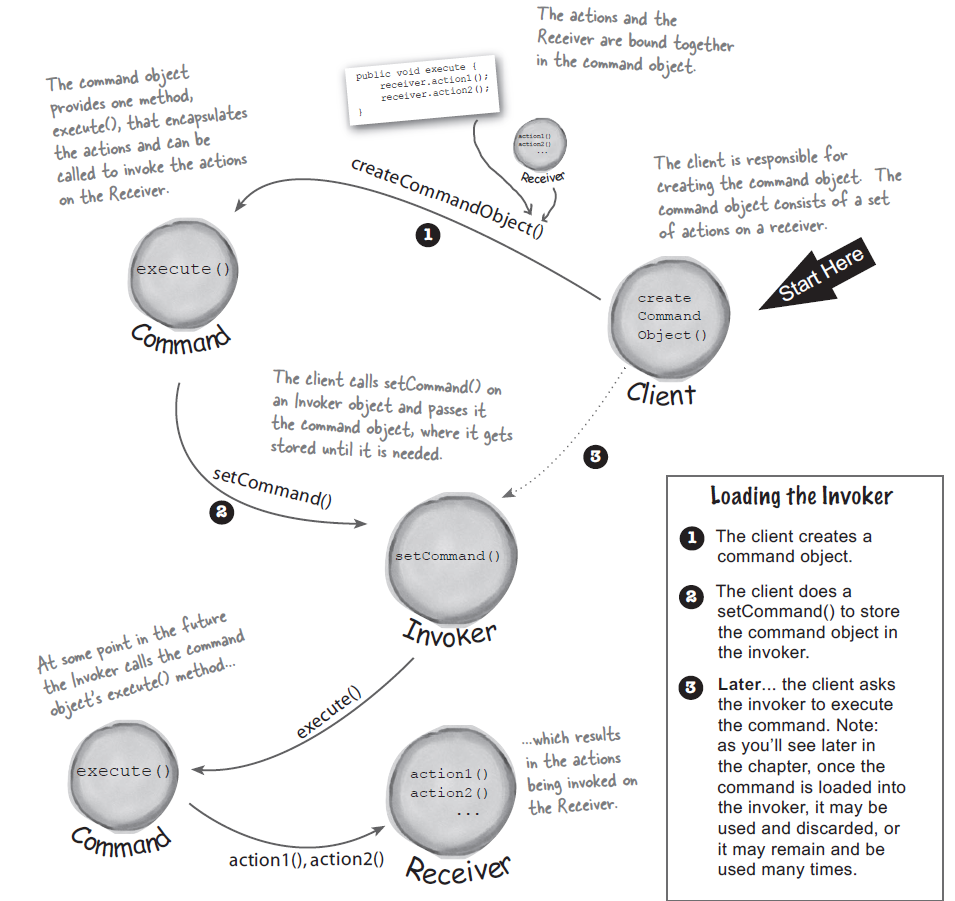 The actions and the
Receiver are bound together
in the command object.
public void execute {
receiver.action1();
receiver.action2();
}
The command object
provides one method,
execute(), that encapsulates
the actions and can be
called to invoke the actions
on the Receiver.
action1()
action2()
...
Receiver
createCommandObject()
1
The client is responsible for
creating the command object. The
command object consists of a set
of actions on a receiver.
Start Here
execute()
Command
create
Command
Object()
Client
The client calls setCommand() on
an Invoker object and passes it
the command object, where it gets
stored until it is needed.
3
setCommand()
2
setCommand()
Invoker
Loading the Invoker
1 The client creates a
command object.
2 The client does a
setCommand() to store
the command object in
the invoker.
3 Later... the client asks
the invoker to execute
the command. Note:
as you'll see later in
the chapter, once the
command is loaded into
the invoker, it may be
used and discarded, or
it may remain and be
used many times.
At some point in the future
the Invoker calls the command
object's execute() method...
execute()
execute()
Command
action1(), action2()
action1()
action2()
...
Receiver
...which results
in the actions
being invoked on
the Receiver.